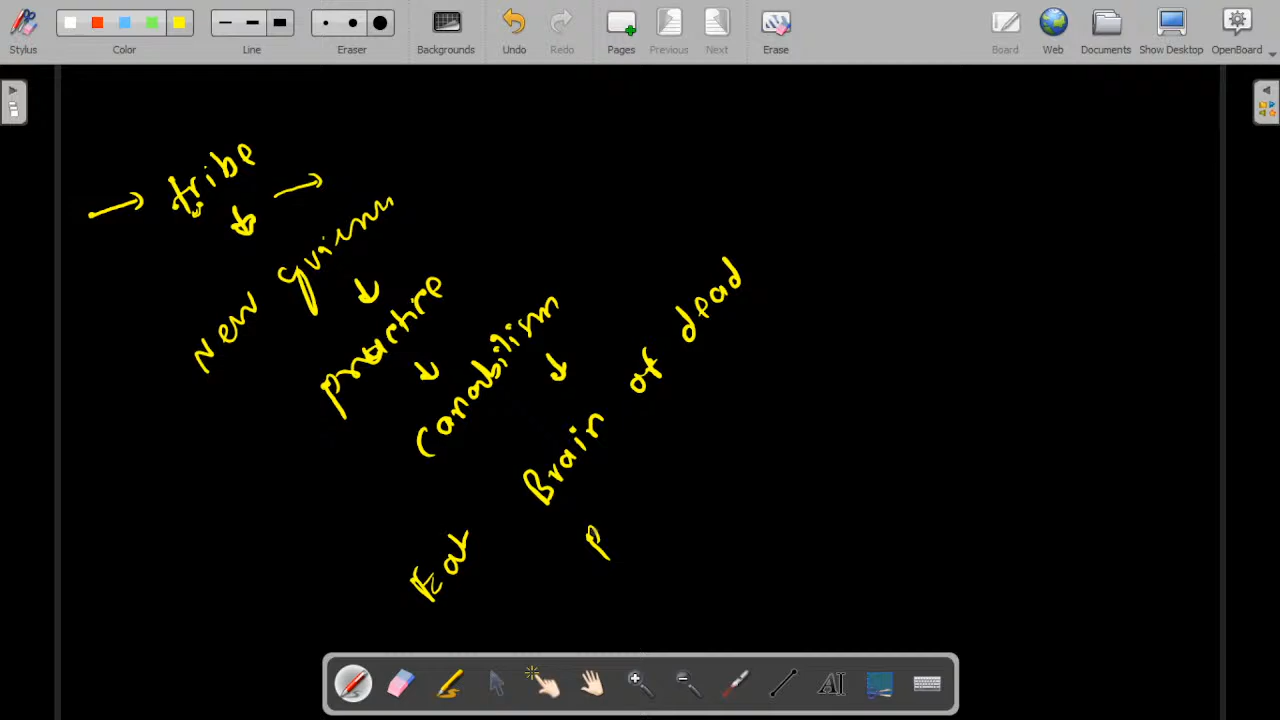 Stylus
Color
Line
Eraser
Backgrounds
Undo
Redo
Pages
Previous
Next
Erase
Board
Web
Documents
Show Desktop
OpenBoard
→ tribe →
New
practice
Canabilism
Eat Brain of dead
P
AI